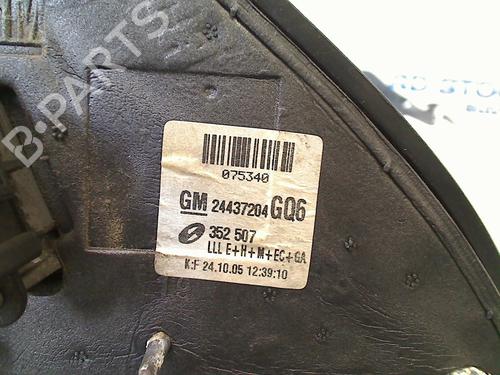 B-PARTS
075340
GM 24437204 GQ6
352 507
LLL E+H+M+EC+GA
K:F 24.10.05 12:39:10